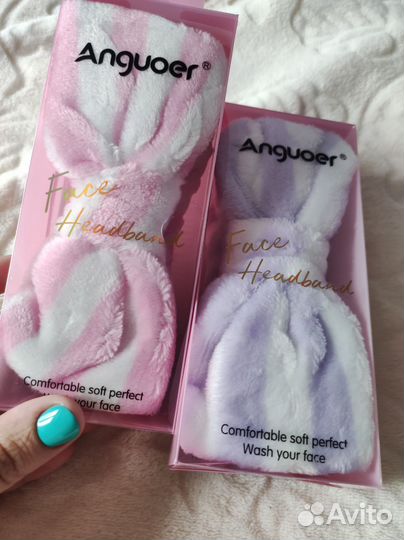 Anguoer®
Face
Headband
Comfortable soft perfect
Wash your face
Anguoer®
Face
Headband
Comfortable soft perfect
Wash your face
Avito